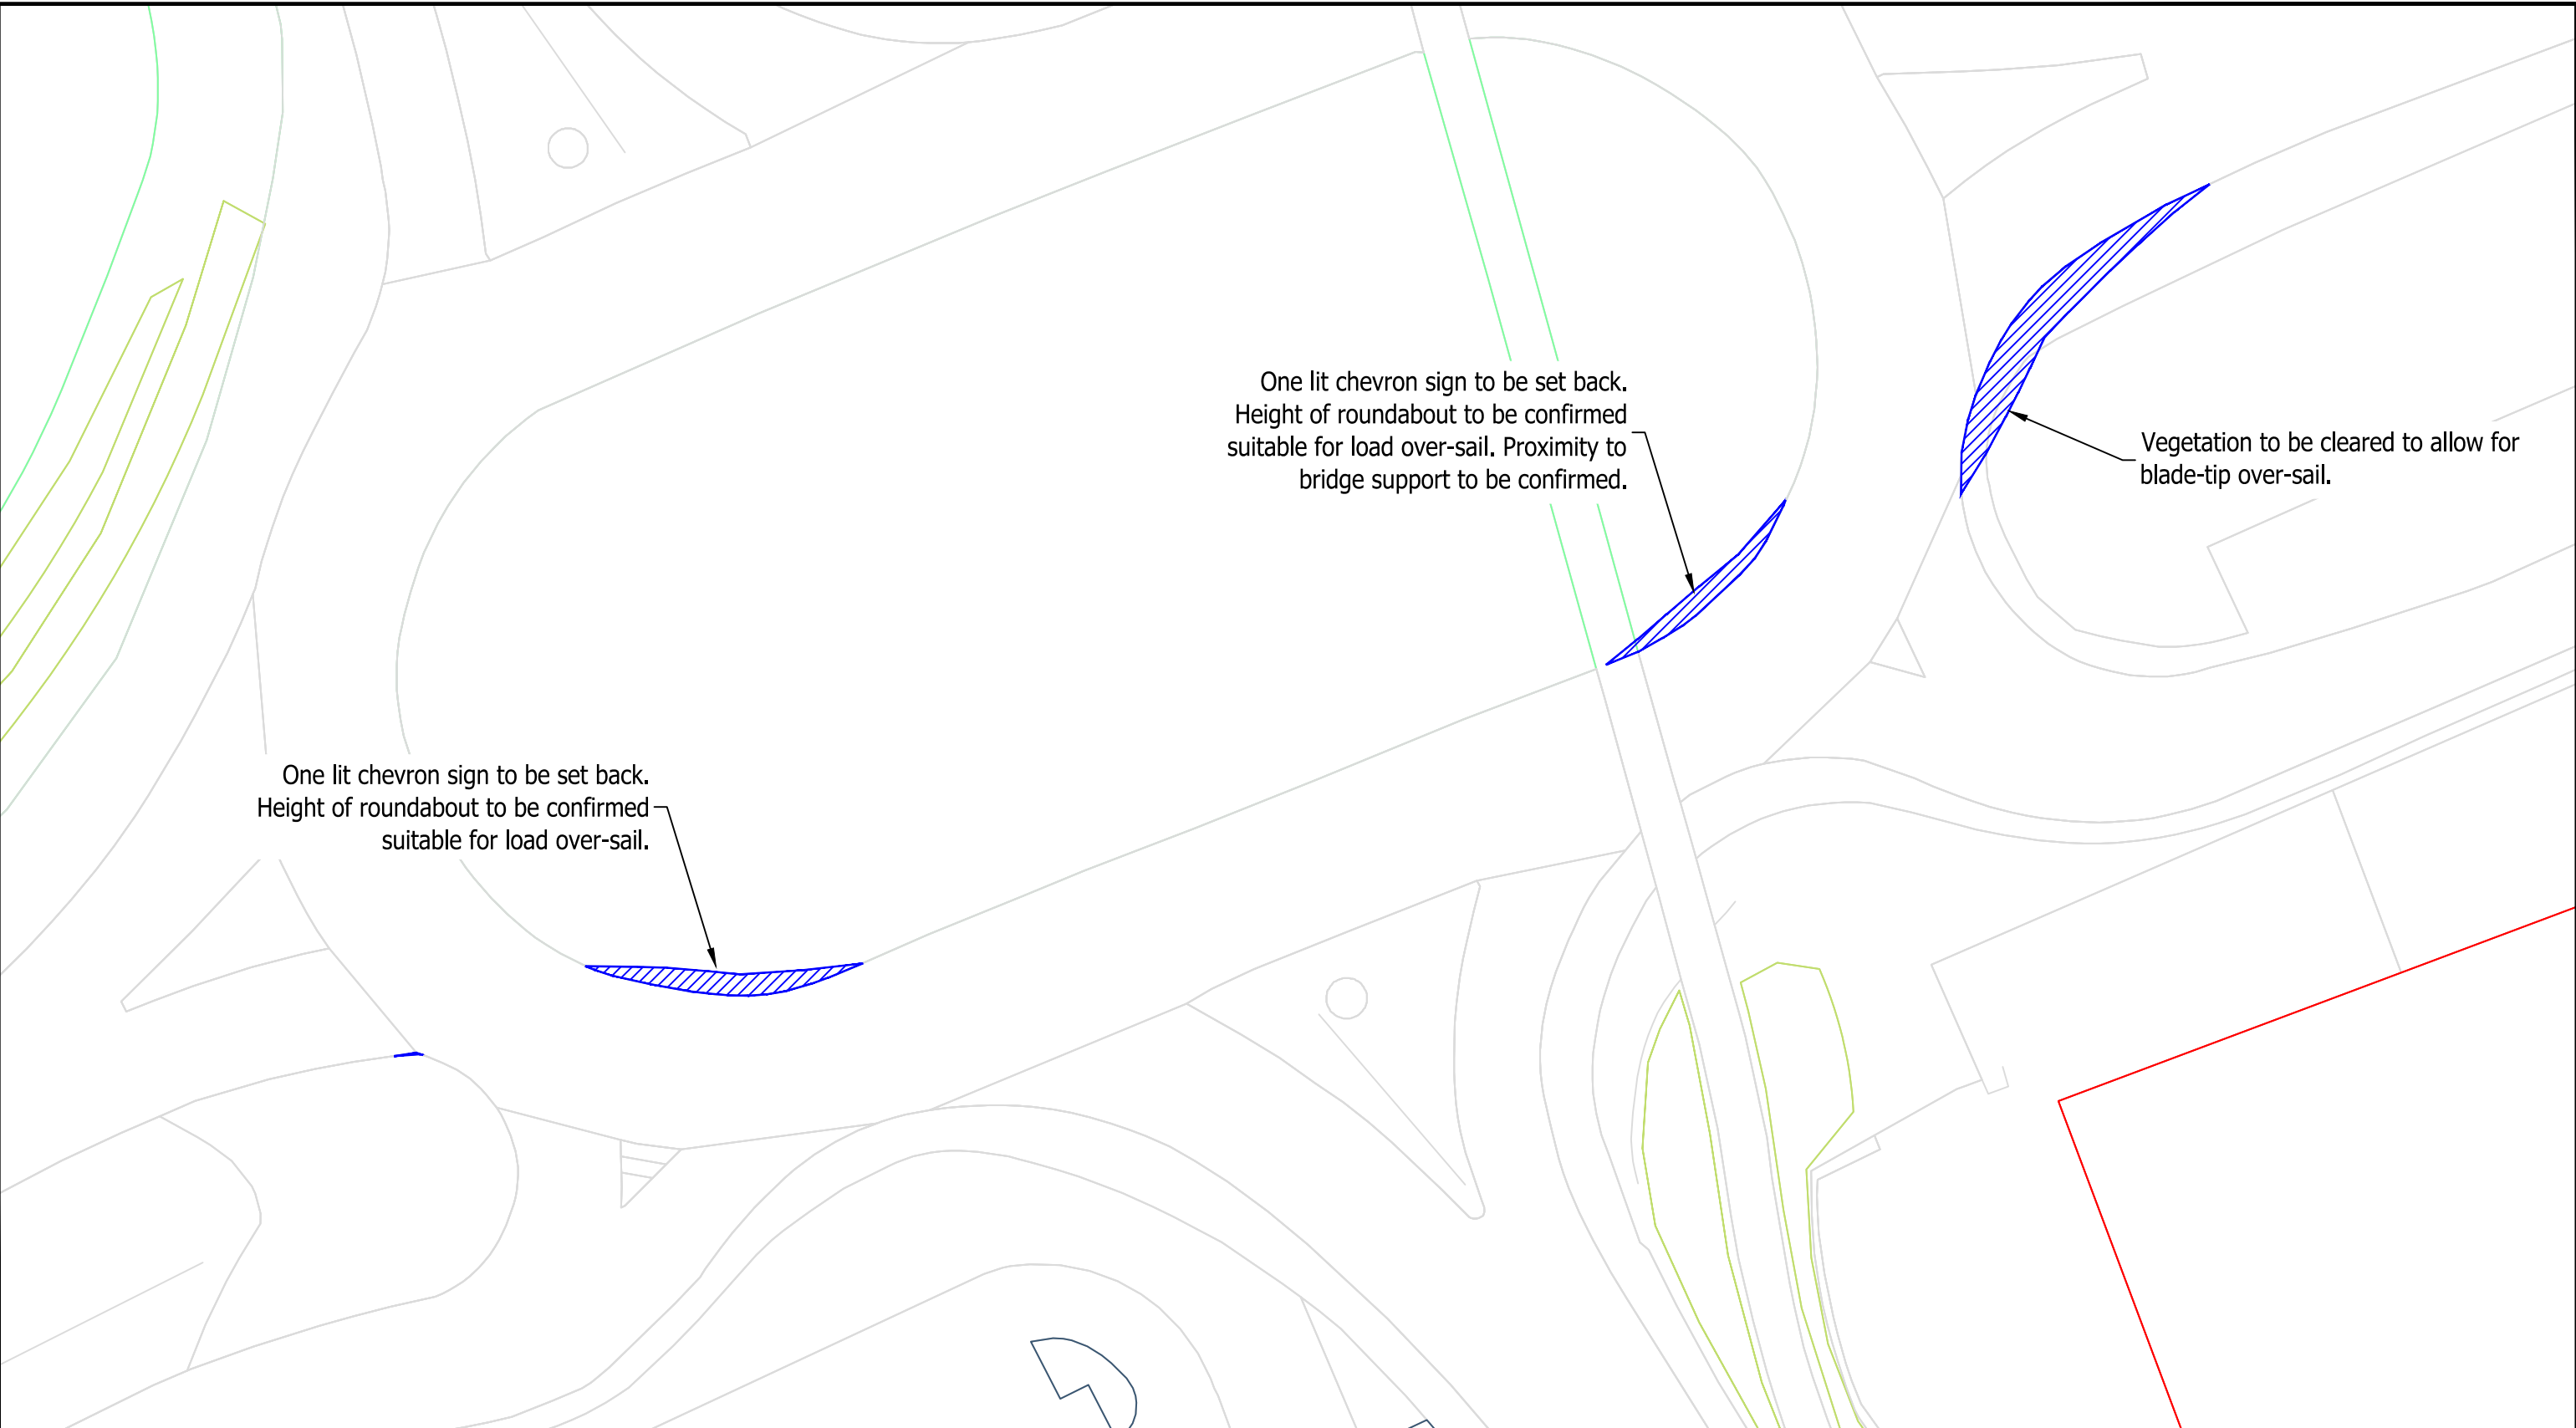 One lit chevron sign to be set back.
Height of roundabout to be confirmed
suitable for load over-sail. Proximity to
bridge support to be confirmed.
Vegetation to be cleared to allow for
blade-tip over-sail.
One lit chevron sign to be set back.
Height of roundabout to be confirmed
suitable for load over-sail.